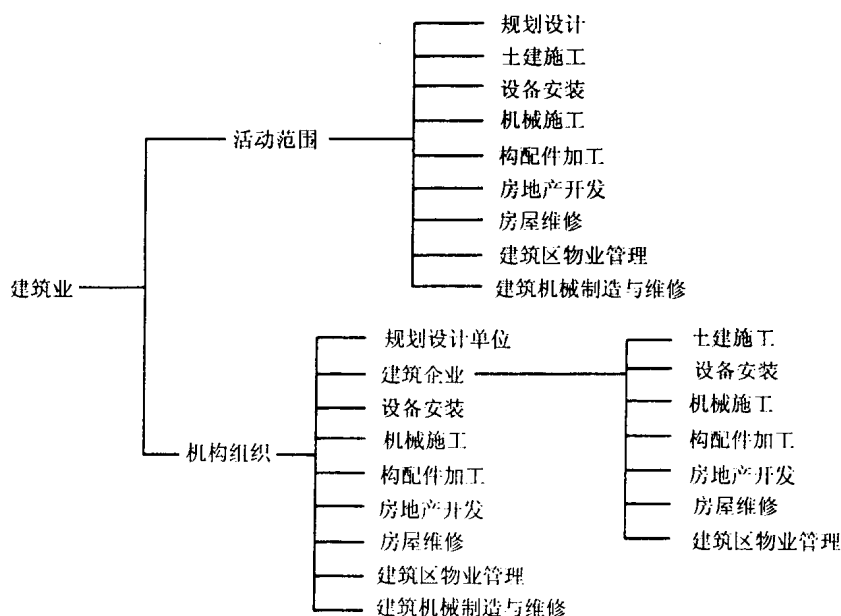 规划设计
土建施工
设备安装
机械施工
构配件加工
房地产开发
房屋维修
建筑区物业管理
建筑机械制造与维修
活动范围
建筑业
规划设计单位
建筑企业
设备安装
机械施工
构配件加工
房地产开发
房屋维修
建筑区物业管理
建筑机械制造与维修
机构组织
土建施工
设备安装
机械施工
构配件加工
房地产开发
房屋维修
建筑区物业管理